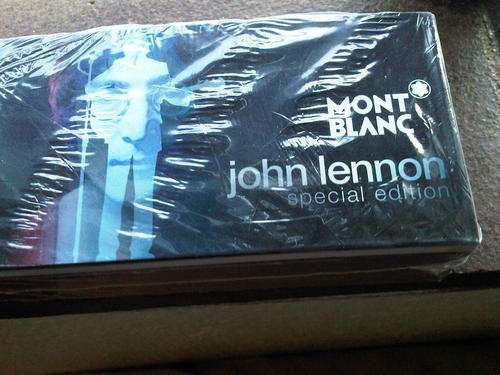 MONT
BLANC
john lennon
special edition